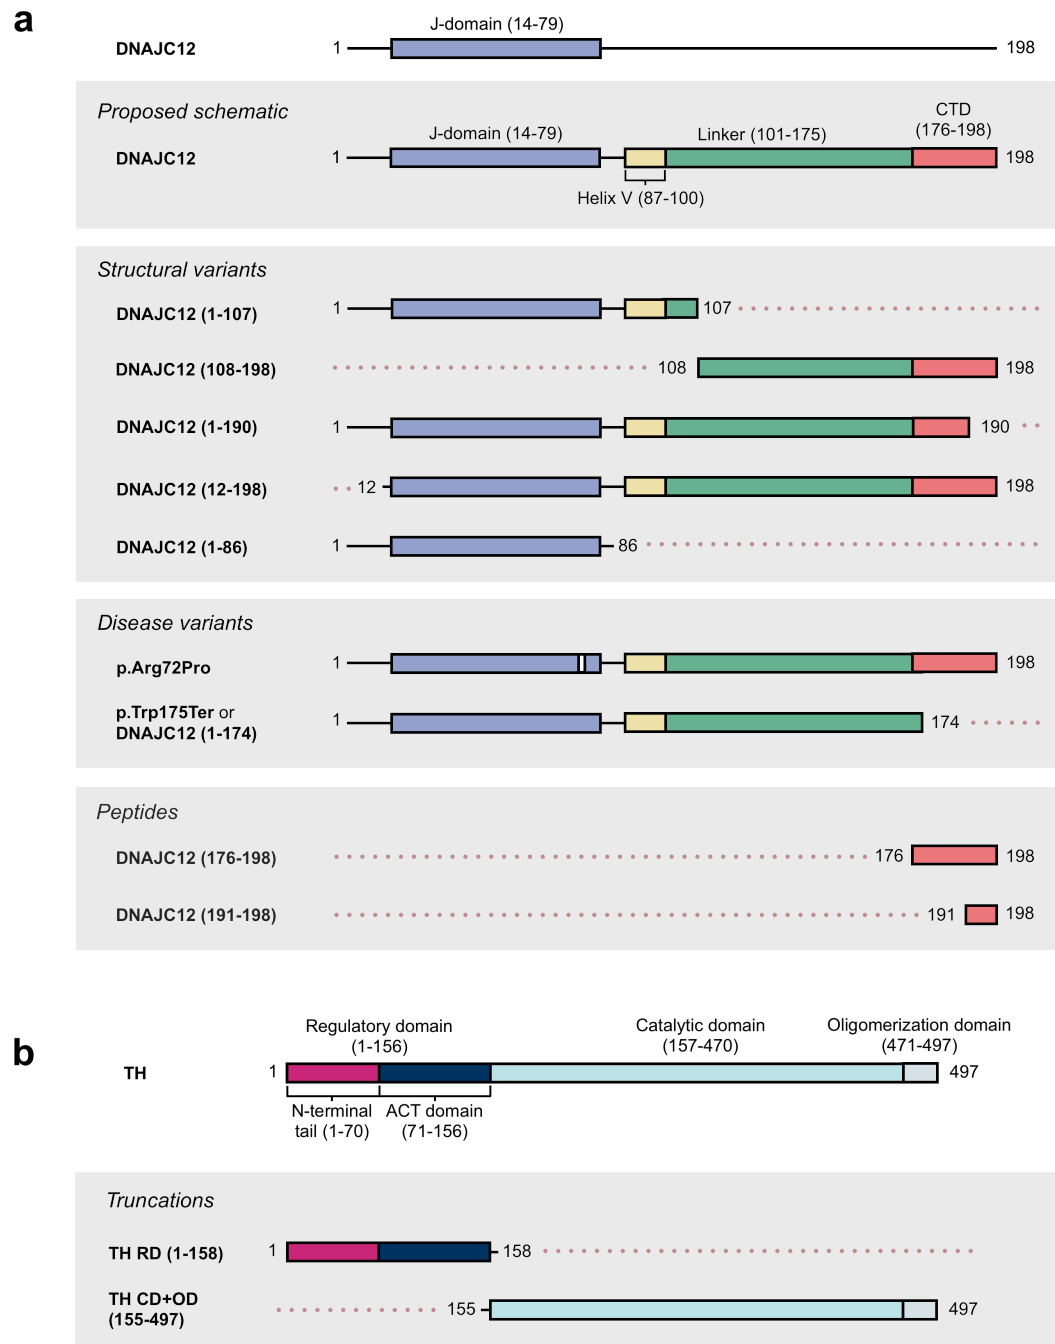 a
J-domain (14-79)
DNAJC12 1 198
Proposed schematic
CTD
(176-198)
J-domain (14-79) Linker (101-175)
DNAJC12 1 198
Helix V (87-100)
Structural variants
DNAJC12 (1-107) 1 107
DNAJC12 (108-198) 108 198
DNAJC12 (1-190) 1 190
DNAJC12 (12-198) 12 198
DNAJC12 (1-86) 1 86
Disease variants
p.Arg72Pro 1 198
p.Trp175Ter or
DNAJC12 (1-174) 1 174
Peptides
DNAJC12 (176-198) 176 198
DNAJC12 (191-198) 191 198
b
Regulatory domain Catalytic domain Oligomerization domain
(1-156) (157-470) (471-497)
TH 1 497
N-terminal ACT domain
tail (1-70) (71-156)
Truncations
TH RD (1-158) 1 158
TH CD+OD 155 497
(155-497)